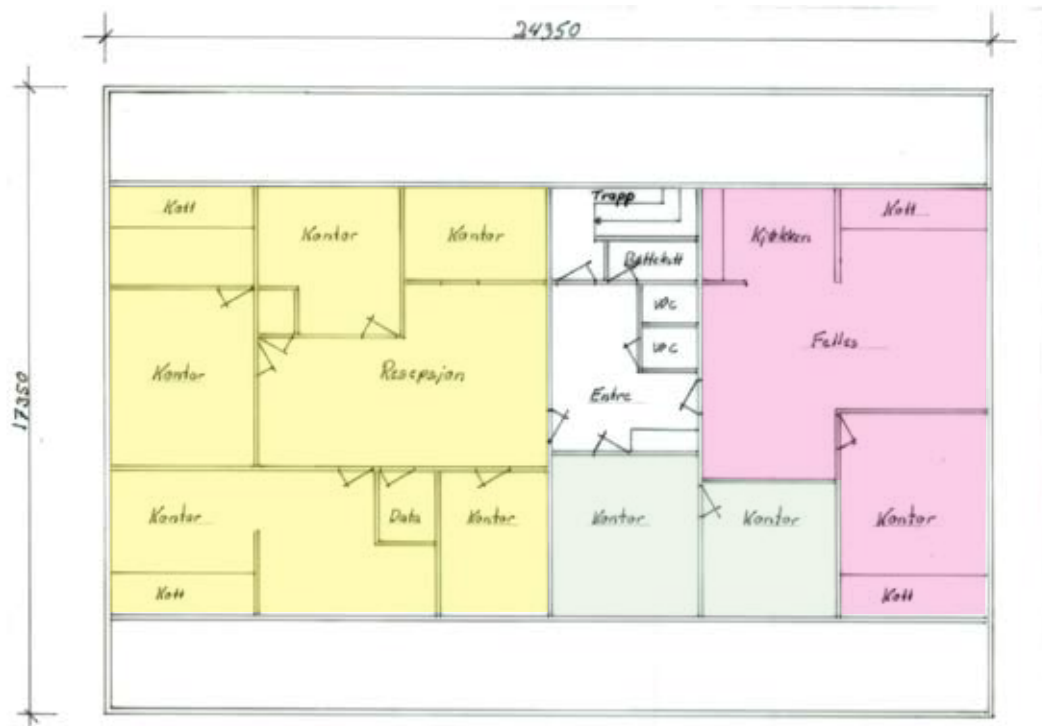 24350
17350
Trapp
Kott
Kontor
Kontor
Kjøkken
Kott
Bøttekott
WC
WC
Kontor
Resepsjon
Entre
Felles
Kontor
Data
Kontor
Kontor
Kontor
Kontor
Kott
Kott